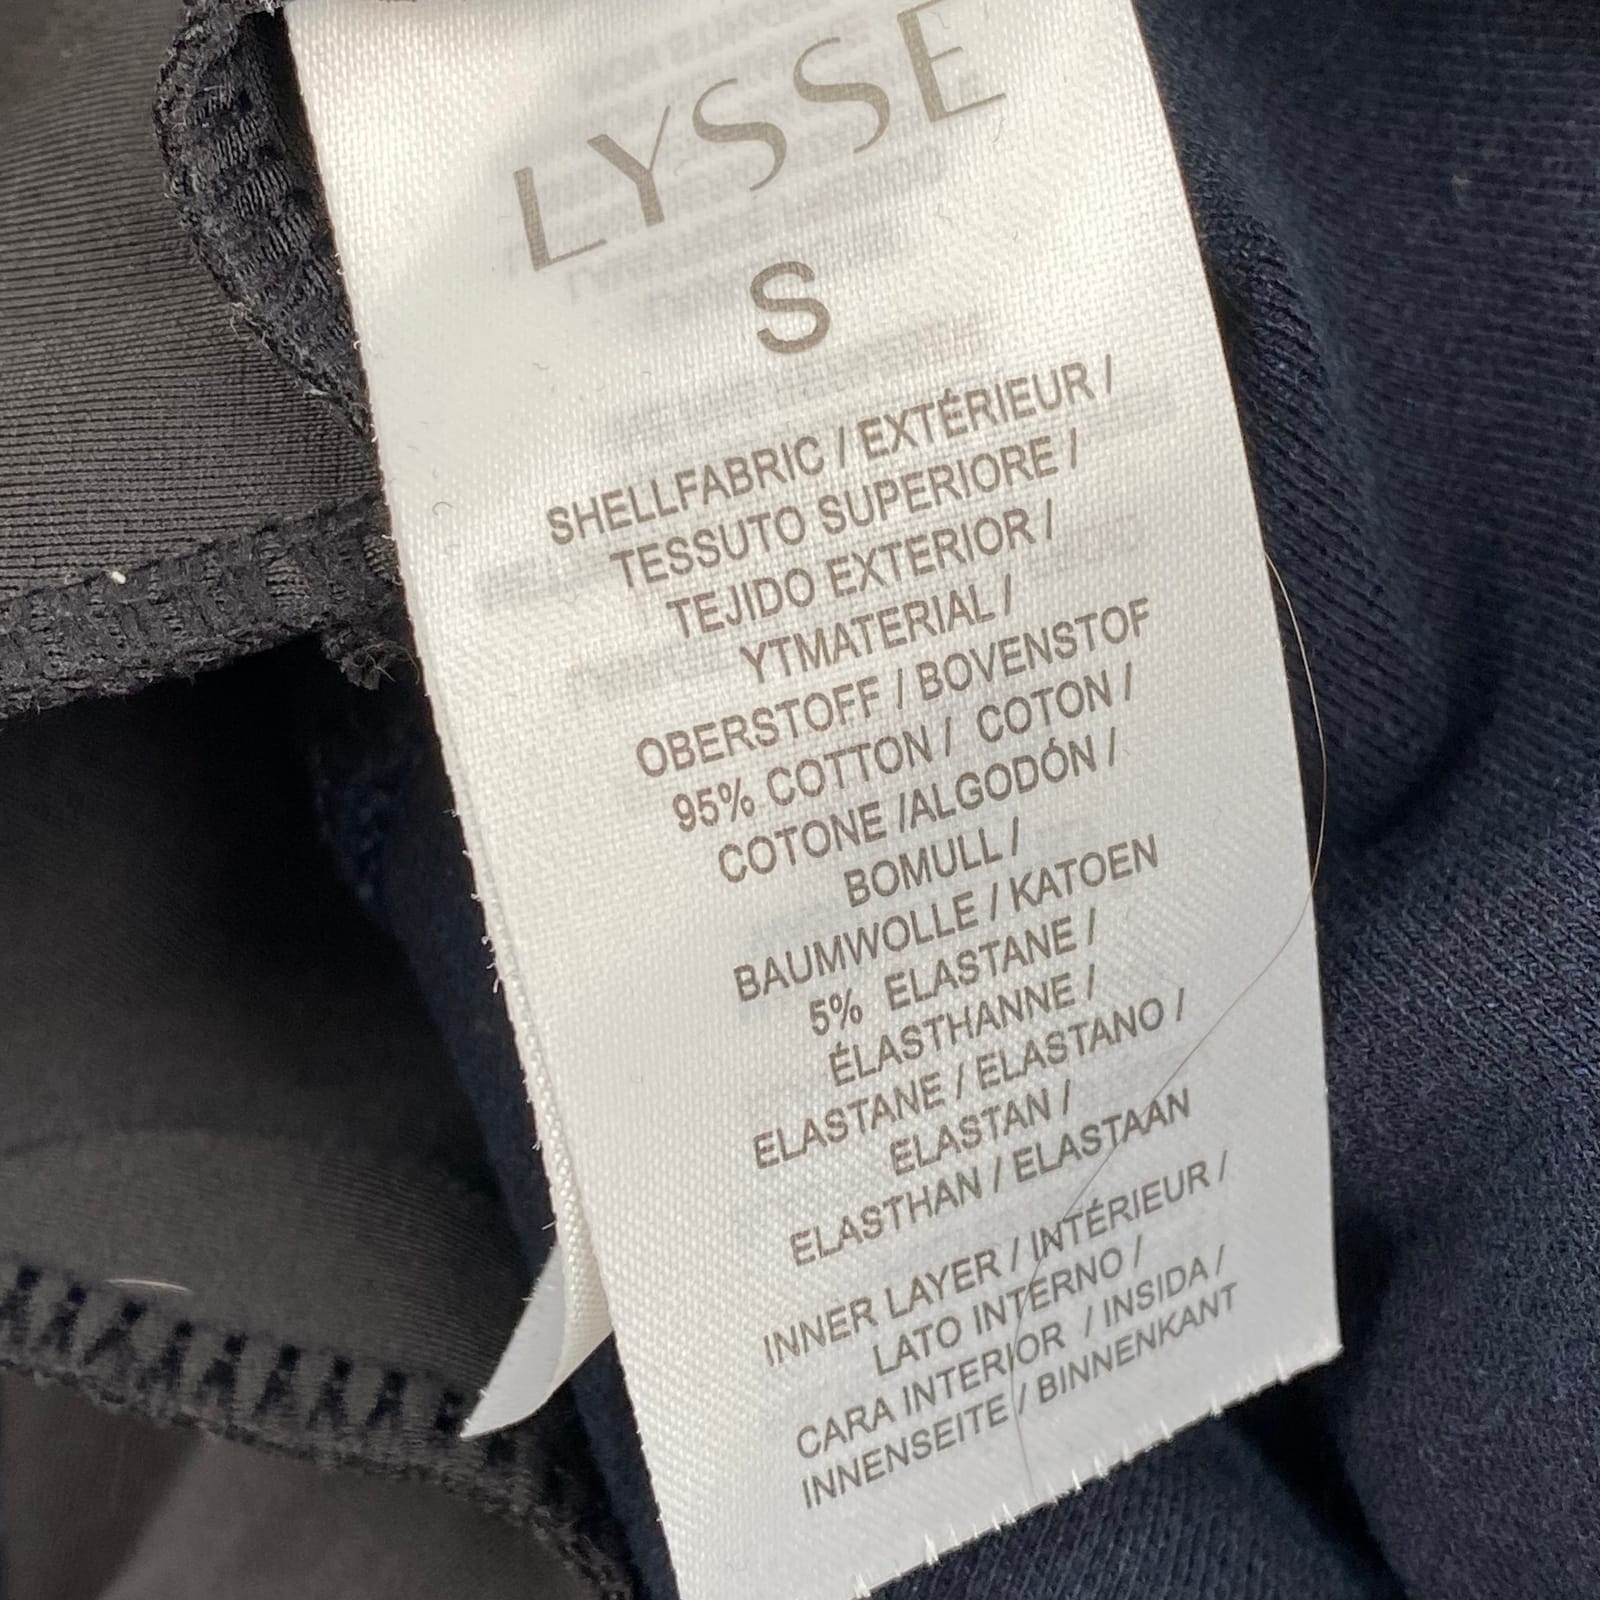 LYSSE
S
SHELLFABRIC / EXTÉRIEUR /
TESSUTO SUPERIORE /
TEJIDO EXTERIOR /
YTMATERIAL /
OBERSTOFF / BOVENSTOF
95% COTTON / COTON /
COTONE /ALGODÓN /
BOMULL /
BAUMWOLLE / KATOEN
5% ELASTANE /
ÉLASTHANNE /
ELASTANE / ELASTANO /
ELASTAN /
ELASTHAN / ELASTAAN
INNER LAYER / INTÉRIEUR /
LATO INTERNO /
CARA INTERIOR / INSIDA /
INNENSEITE / BINNENKANT